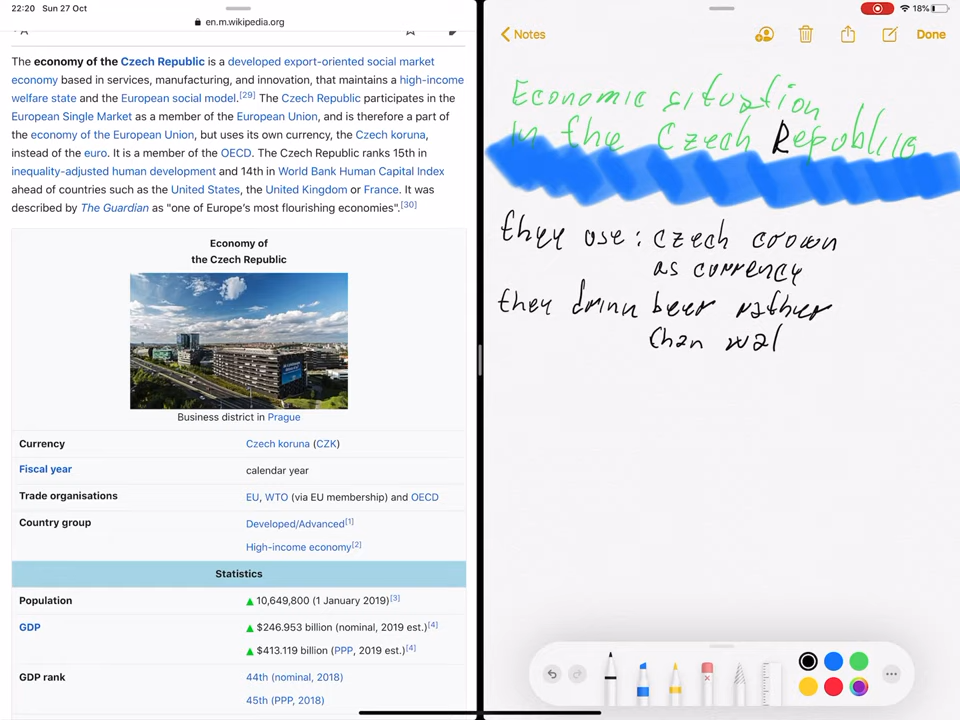 22:20 Sun 27 Oct
18%
en.m.wikipedia.org
The economy of the Czech Republic is a developed export-oriented social market
economy based in services, manufacturing, and innovation, that maintains a high-income
welfare state and the European social model.[29] The Czech Republic participates in the
European Single Market as a member of the European Union, and is therefore a part of
the economy of the European Union, but uses its own currency, the Czech koruna,
instead of the euro. It is a member of the OECD. The Czech Republic ranks 15th in
inequality-adjusted human development and 14th in World Bank Human Capital Index
ahead of countries such as the United States, the United Kingdom or France. It was
described by The Guardian as "one of Europe's most flourishing economies".[30]
Economy of
the Czech Republic
Business district in Prague
Currency Czech koruna (CZK)
Fiscal year calendar year
Trade organisations EU, WTO (via EU membership) and OECD
Country group Developed/Advanced[1]
High-income economy[2]
Statistics
Population ▲ 10,649,800 (1 January 2019)[3]
GDP ▲ $246.953 billion (nominal, 2019 est.)[4]
▲ $413.119 billion (PPP, 2019 est.)[4]
GDP rank 44th (nominal, 2018)
45th (PPP, 2018)
Notes Done
Economic situation
in the Czech Republic
they use: czech crown
as currency
they drink beer rather
than wat